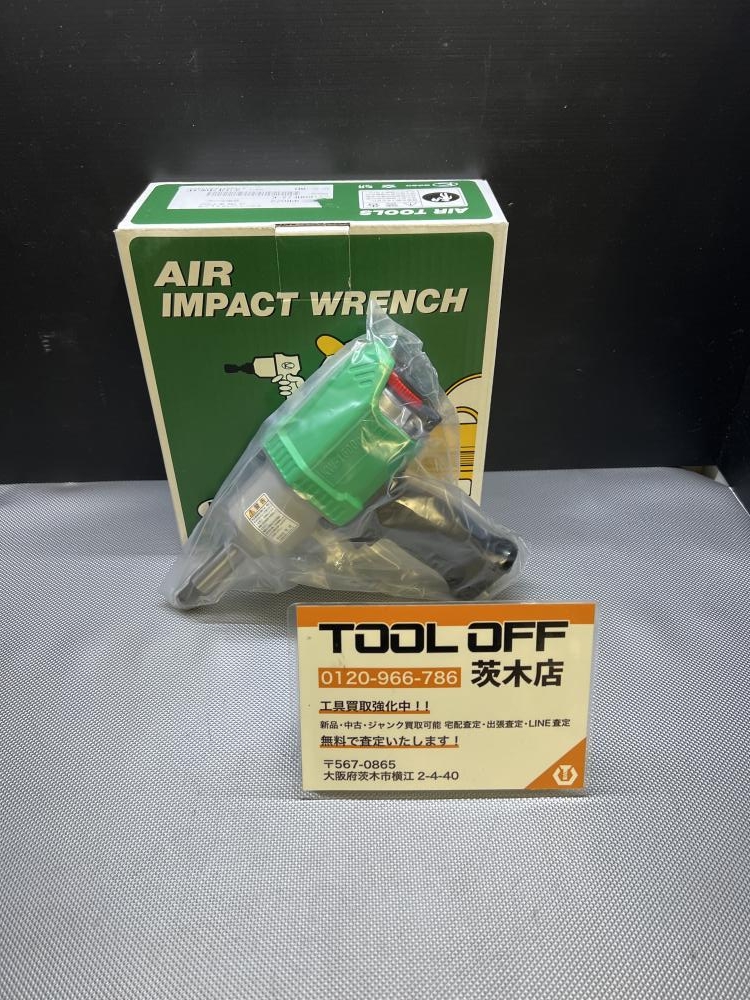 AIR TOOLS
AIR
IMPACT WRENCH
TOOL OFF
0120-966-786 茨木店
工具買取強化中！！
新品・中古・ジャンク買取可能 宅配査定・出張査定・LINE査定
無料で査定いたします！
〒567-0865
大阪府茨木市横江 2-4-40